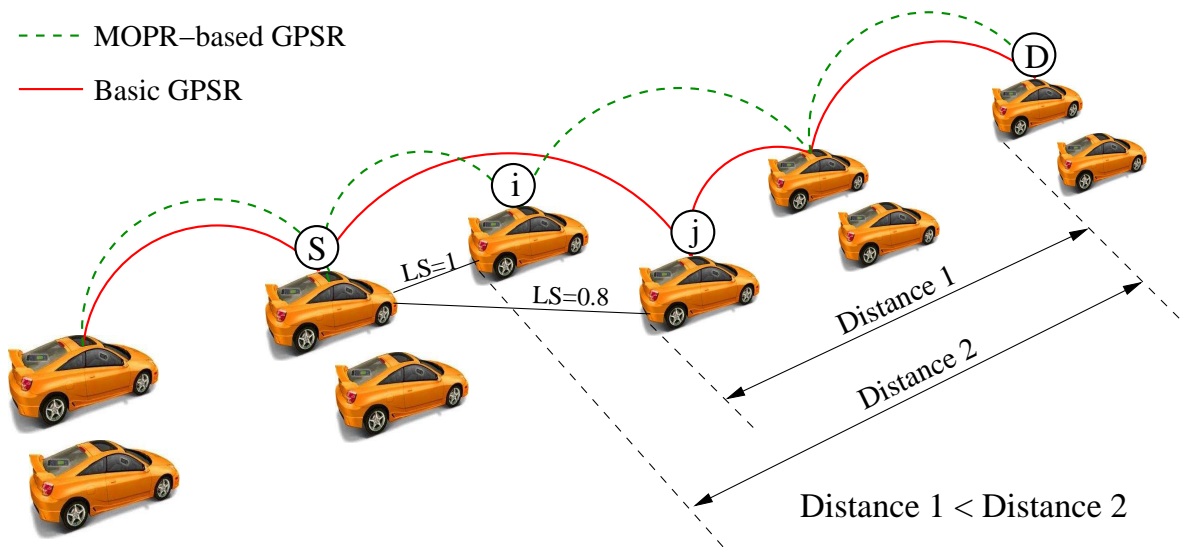 MOPR−based GPSR
Basic GPSR
D
i
S
j
LS=1
LS=0.8
Distance 1
Distance 2
Distance 1 < Distance 2